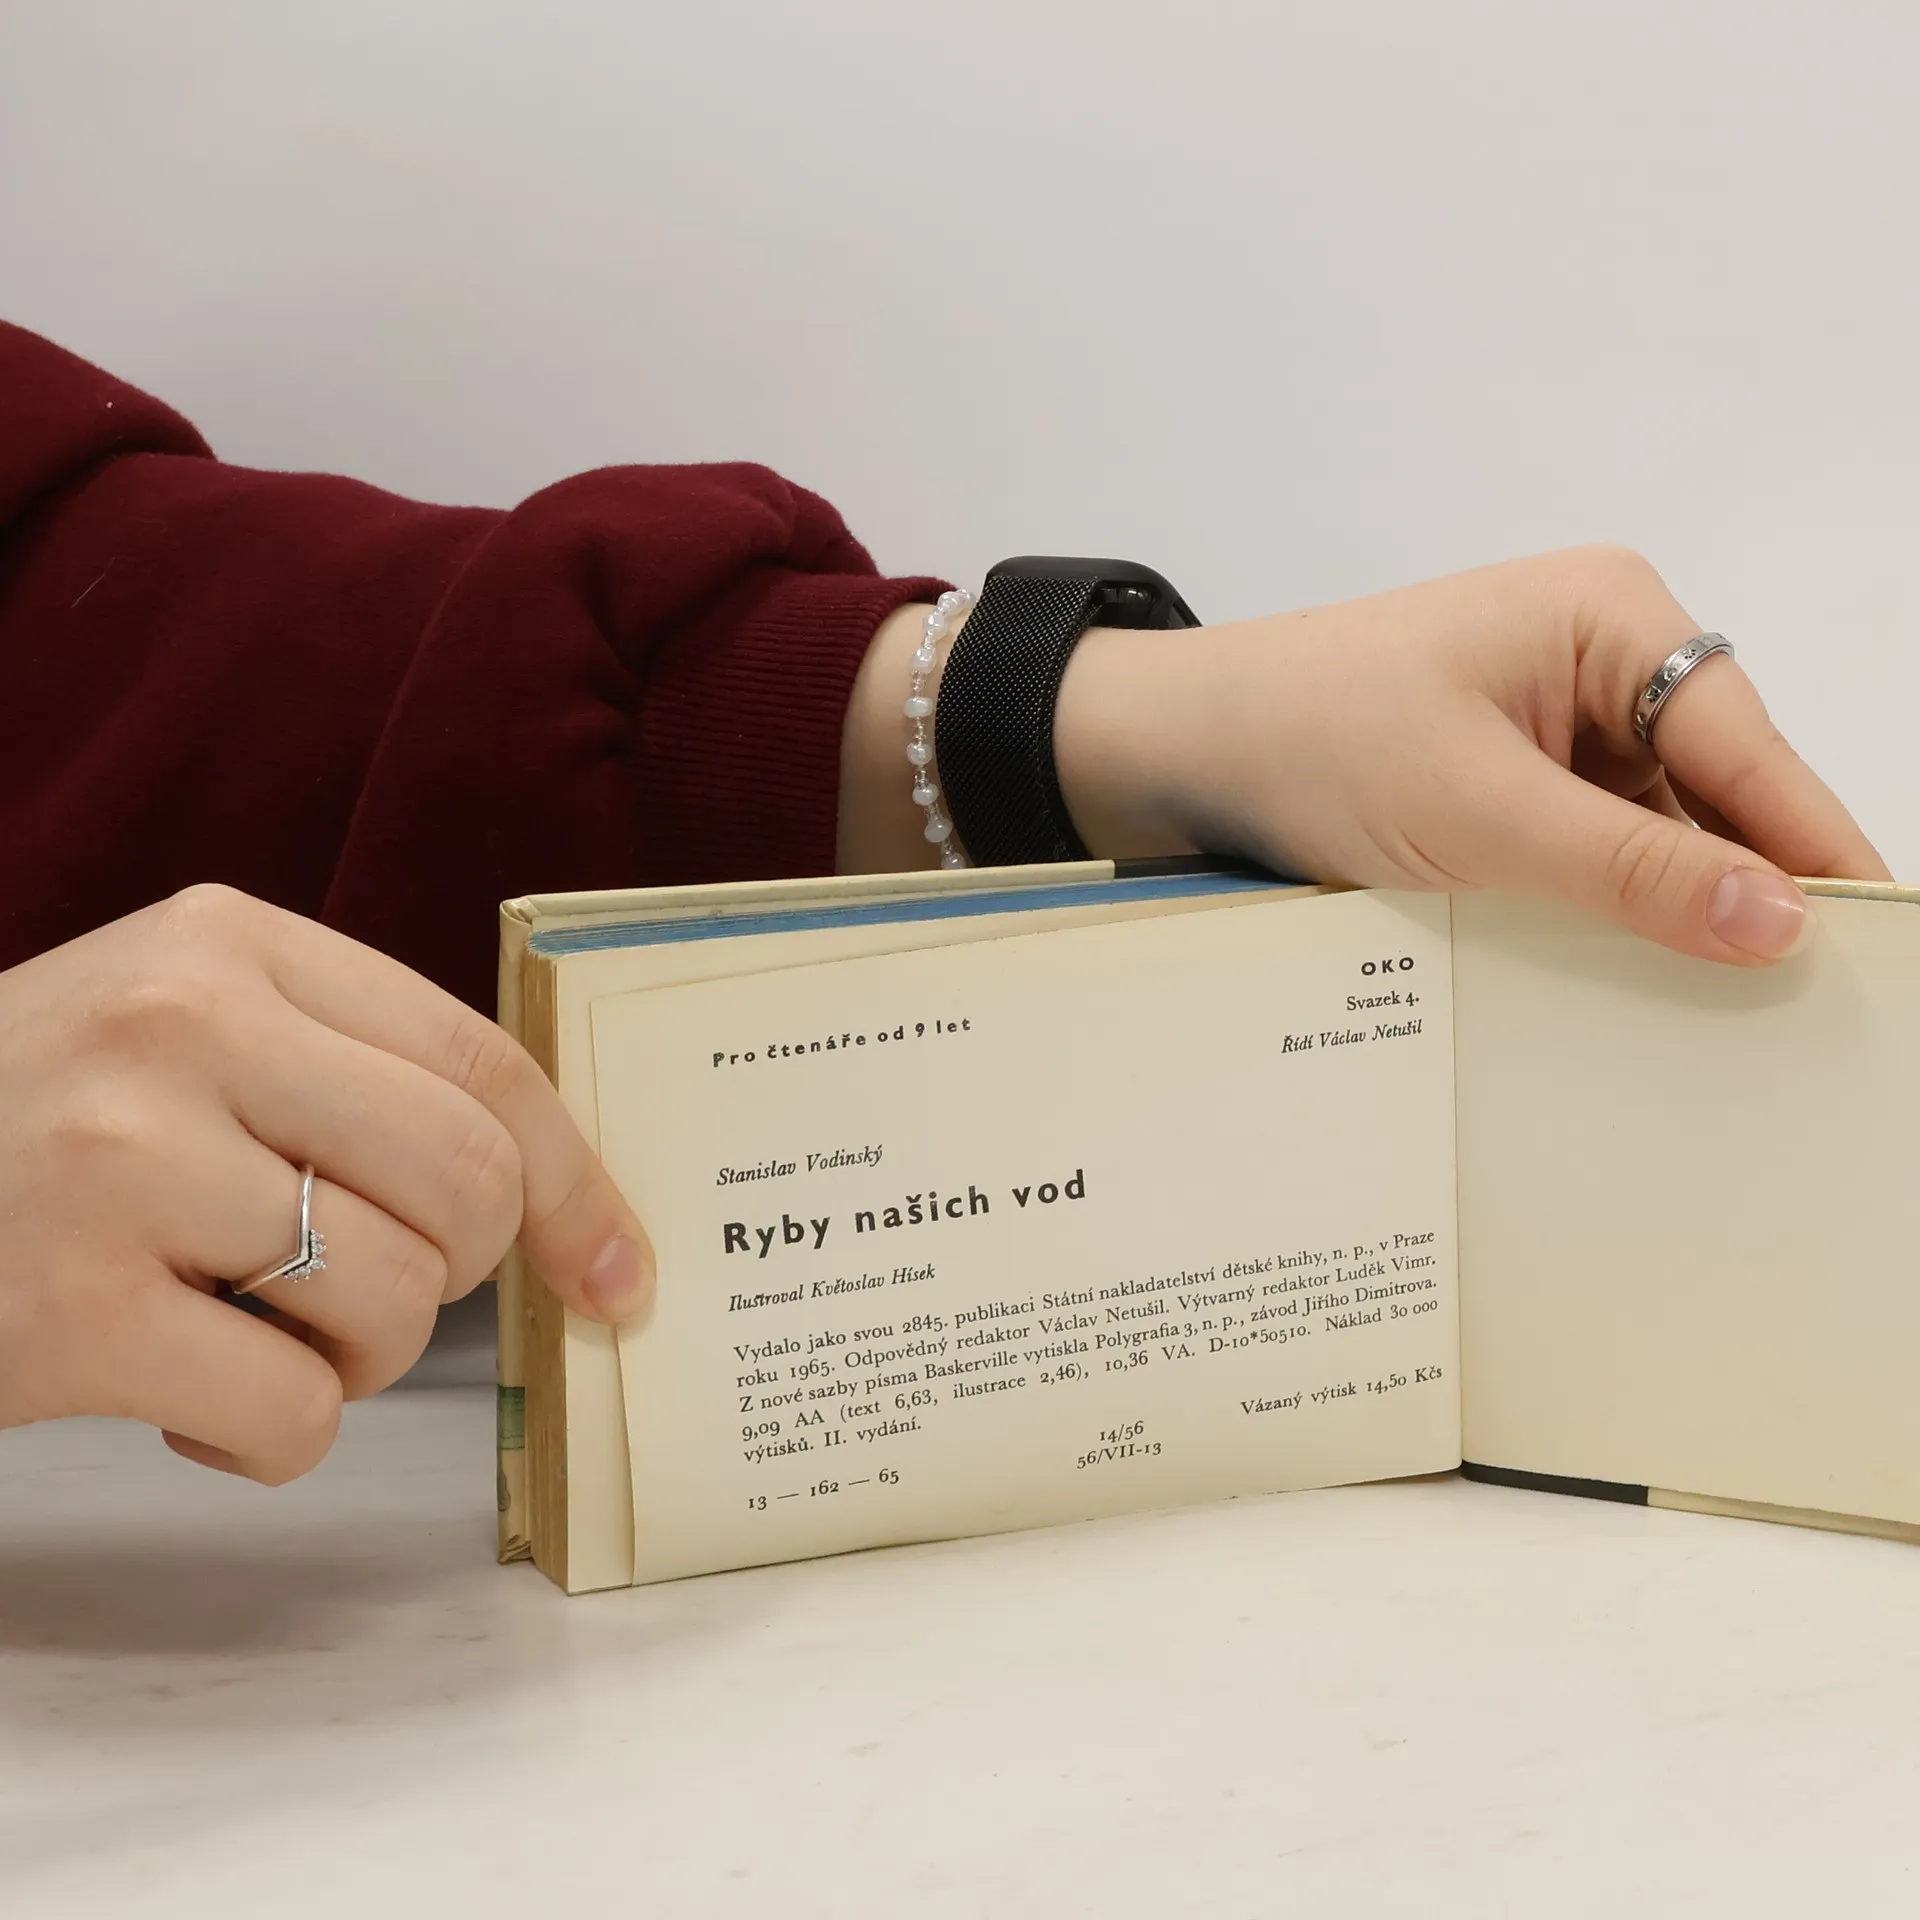 Pro čtenáře od 9 let
OKO
Svazek 4.
Řídí Václav Netušil
Stanislav Vodinský
Ryby našich vod
Ilustroval Květoslav Hísek
Vydalo jako svou 2845. publikaci Státní nakladatelství dětské knihy, n. p., v Praze
roku 1965. Odpovědný redaktor Václav Netušil. Výtvarný redaktor Luděk Vimr.
Z nové sazby písma Baskerville vytiskla Polygrafia 3, n. p., závod Jiřího Dimitrova.
9,09 AA (text 6,63, ilustrace 2,46), 10,36 VA. D-10*50510. Náklad 30 000
výtisků. II. vydání.
14/56
Vázaný výtisk 14,50 Kčs
13 — 162 — 65
56/VII-13